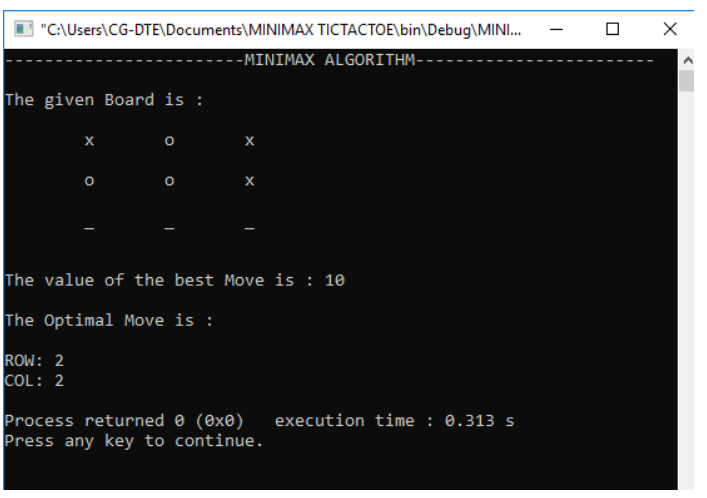 "C:\Users\CG-DTE\Documents\MINIMAX TICTACTOE\bin\Debug\MINI...
------------------------MINIMAX ALGORITHM------------------------
The given Board is :
x o x
o o x
_ _ _
The value of the best Move is : 10
The Optimal Move is :
ROW: 2
COL: 2
Process returned 0 (0x0) execution time : 0.313 s
Press any key to continue.